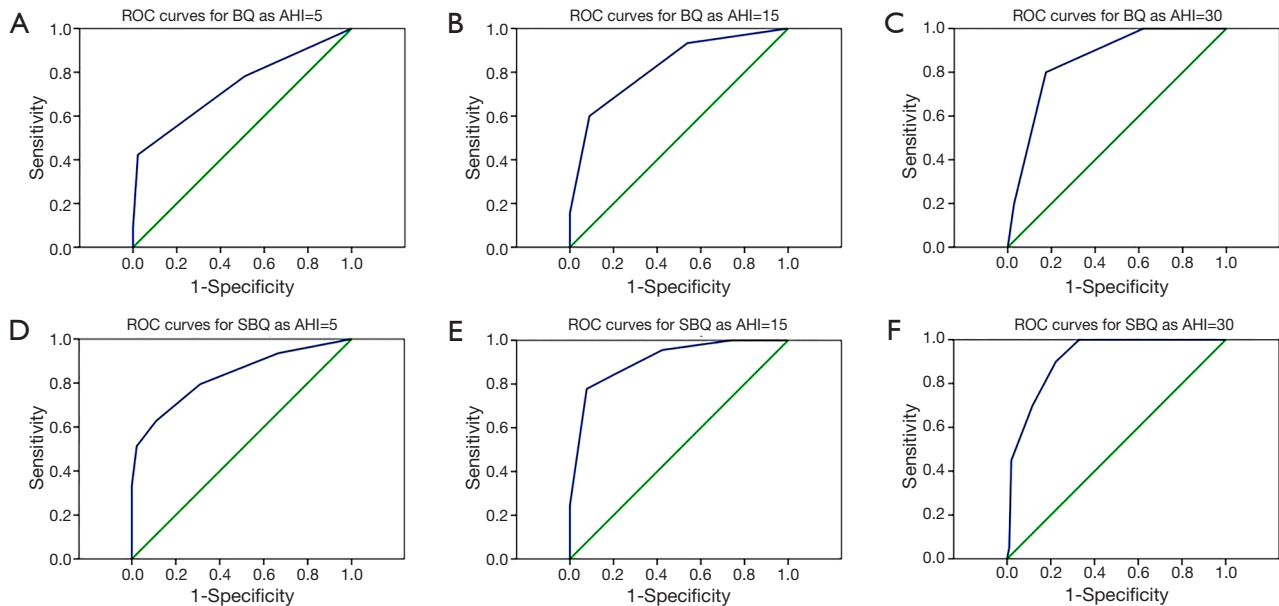 A
ROC curves for BQ as AHI=5
1.0
0.8
0.6
0.4
0.2
0.0
Sensitivity
0.0 0.2 0.4 0.6 0.8 1.0
1-Specificity
B
ROC curves for BQ as AHI=15
1.0
0.8
0.6
0.4
0.2
0.0
Sensitivity
0.0 0.2 0.4 0.6 0.8 1.0
1-Specificity
C
ROC curves for BQ as AHI=30
1.0
0.8
0.6
0.4
0.2
0.0
Sensitivity
0.0 0.2 0.4 0.6 0.8 1.0
1-Specificity
D
ROC curves for SBQ as AHI=5
1.0
0.8
0.6
0.4
0.2
0.0
Sensitivity
0.0 0.2 0.4 0.6 0.8 1.0
1-Specificity
E
ROC curves for SBQ as AHI=15
1.0
0.8
0.6
0.4
0.2
0.0
Sensitivity
0.0 0.2 0.4 0.6 0.8 1.0
1-Specificity
F
ROC curves for SBQ as AHI=30
1.0
0.8
0.6
0.4
0.2
0.0
Sensitivity
0.0 0.2 0.4 0.6 0.8 1.0
1-Specificity